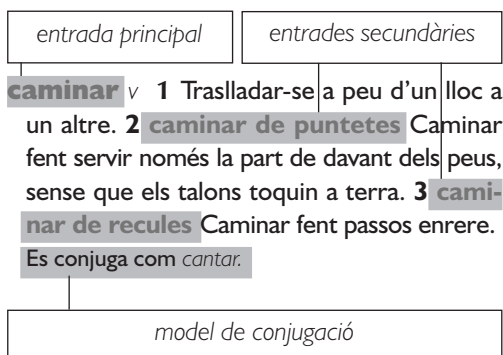 entrada principal
entrades secundàries
caminar v 1 Traslladar-se a peu d’un lloc a
un altre. 2 caminar de puntetes Caminar
fent servir només la part de davant dels peus,
sense que els talons toquin a terra. 3 cami-
nar de recules Caminar fent passos enrere.
Es conjuga com cantar.
model de conjugació